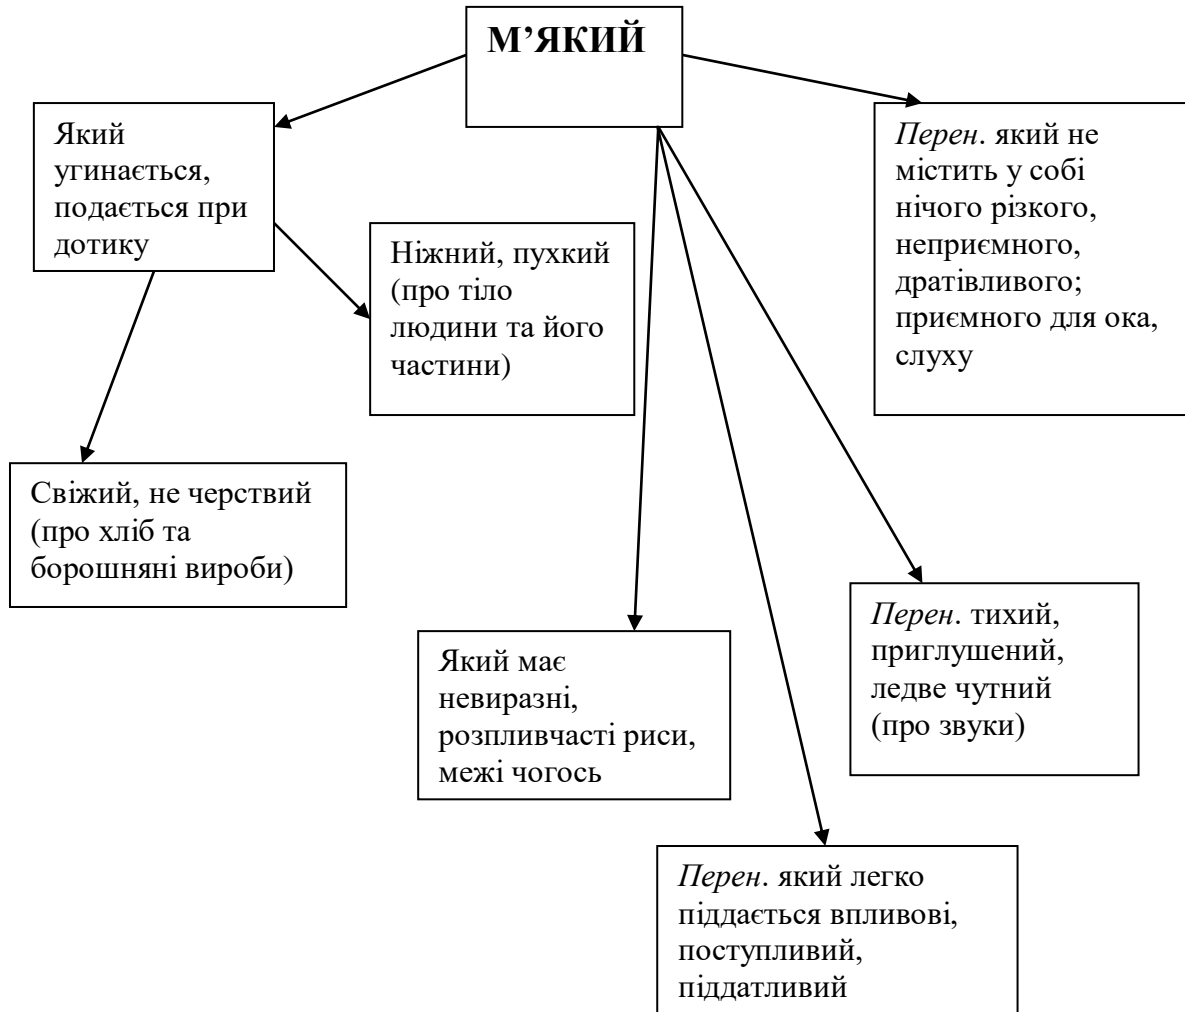 М’ЯКИЙ
Який
угинається,
подається при
дотику
Перен. який не
містить у собі
нічого різкого,
неприємного,
дратівливого;
приємного для ока,
слуху
Ніжний, пухкий
(про тіло
людини та його
частини)
Свіжий, не черствий
(про хліб та
борошняні вироби)
Який має
невиразні,
розпливчасті риси,
межі чогось
Перен. тихий,
приглушений,
ледве чутний
(про звуки)
Перен. який легко
піддається впливові,
поступливий,
піддатливий